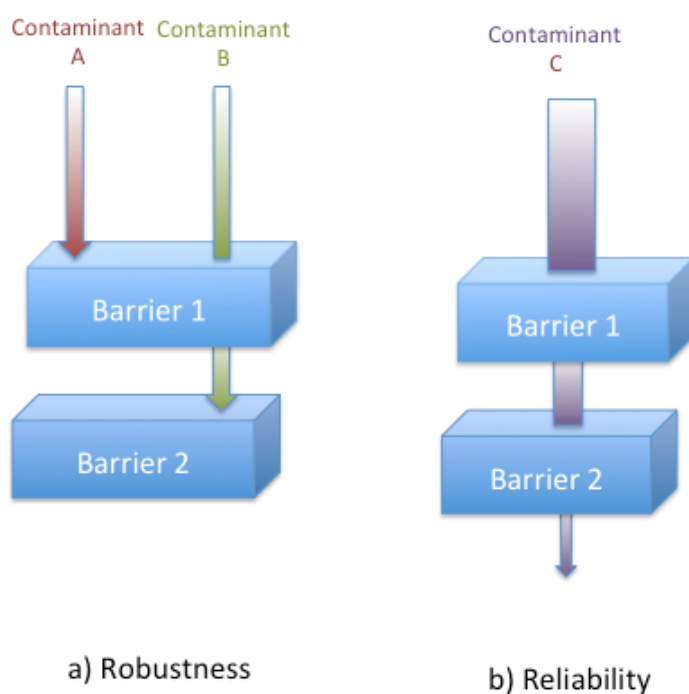 Contaminant
A
Contaminant
B
Barrier 1
Barrier 2
a) Robustness
Contaminant
C
Barrier 1
Barrier 2
b) Reliability